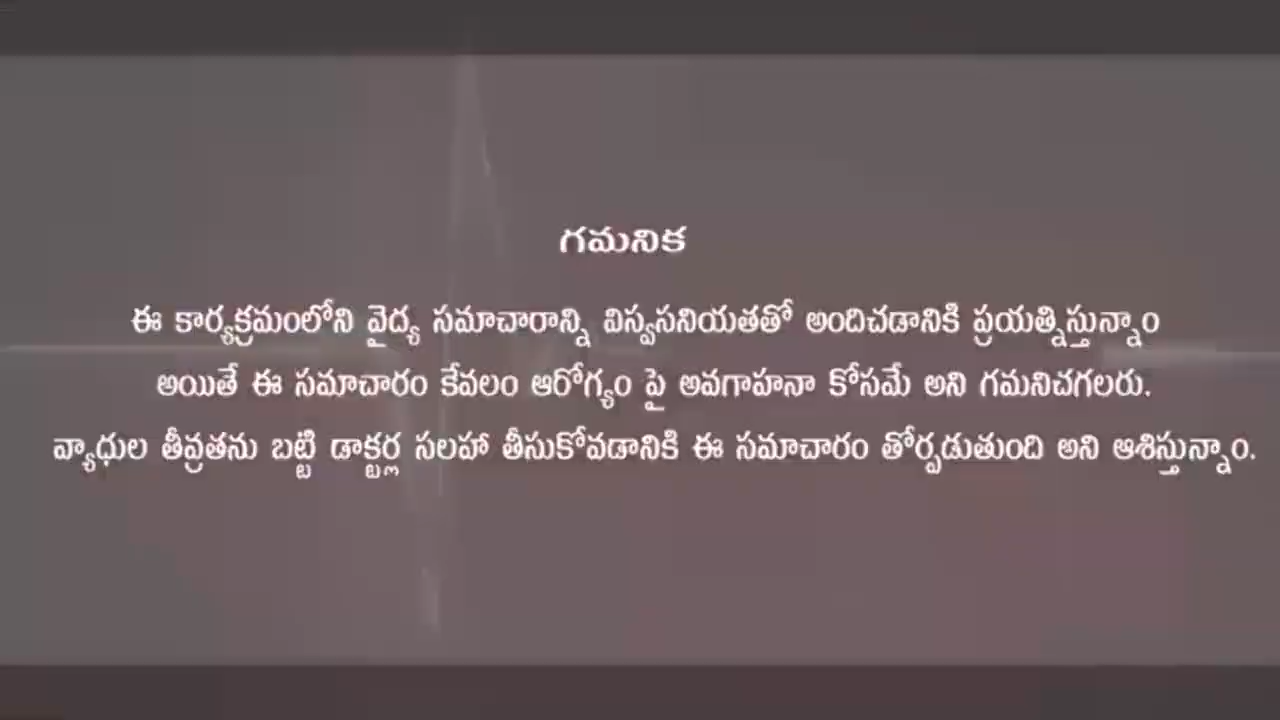 గమనిక
ఈ కార్యక్రమంలోని వైద్య సమాచారాన్ని విస్వసనియతతో అందిచడానికి ప్రయత్నిస్తున్నాం
అయితే ఈ సమాచారం కేవలం ఆరోగ్యం పై అవగాహనా కోసమే అని గమనిచగలరు.
వ్యాధుల తీవ్రతను బట్టి డాక్టర్ల సలహా తీసుకోవడానికి ఈ సమాచారం తోర్పడుతుంది అని ఆశిస్తున్నాం.